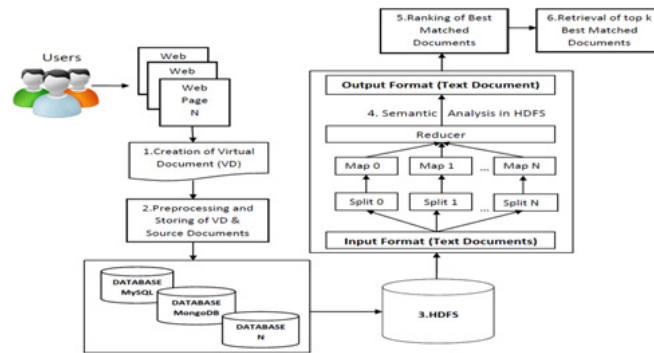 Users
Web
Web
Web
Page
N
1.Creation of Virtual
Document (VD)
2.Preprocessing and
Storing of VD &
Source Documents
DATABASE
MySQL
DATABASE
MongoDB
DATABASE
N
3.HDFS
Input Format (Text Documents)
Split 0
Split 1
...
Split N
Map 0
Map 1
...
Map N
Reducer
4. Semantic Analysis in HDFS
Output Format (Text Document)
5.Ranking of Best
Matched
Documents
6.Retrieval of top k
Best Matched
Documents